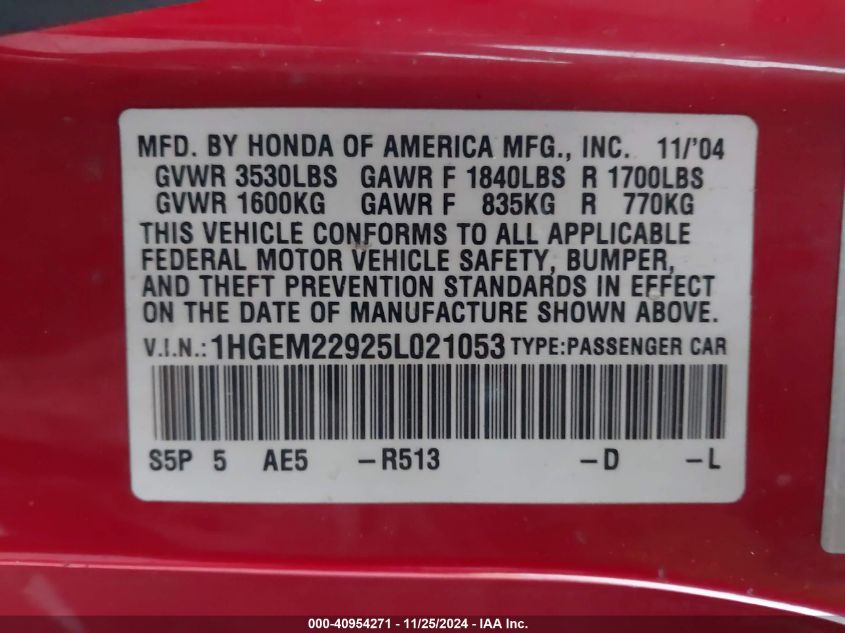 MFD. BY HONDA OF AMERICA MFG., INC. 11/'04
GVWR 3530LBS GAWR F 1840LBS R 1700LBS
GVWR 1600KG GAWR F 835KG R 770KG
THIS VEHICLE CONFORMS TO ALL APPLICABLE
FEDERAL MOTOR VEHICLE SAFETY, BUMPER,
AND THEFT PREVENTION STANDARDS IN EFFECT
ON THE DATE OF MANUFACTURE SHOWN ABOVE.
V.I.N.: 1HGEM22925L021053 TYPE:PASSENGER CAR
S5P 5 AE5 –R513 –D –L
000-40954271 - 11/25/2024 - IAA Inc.